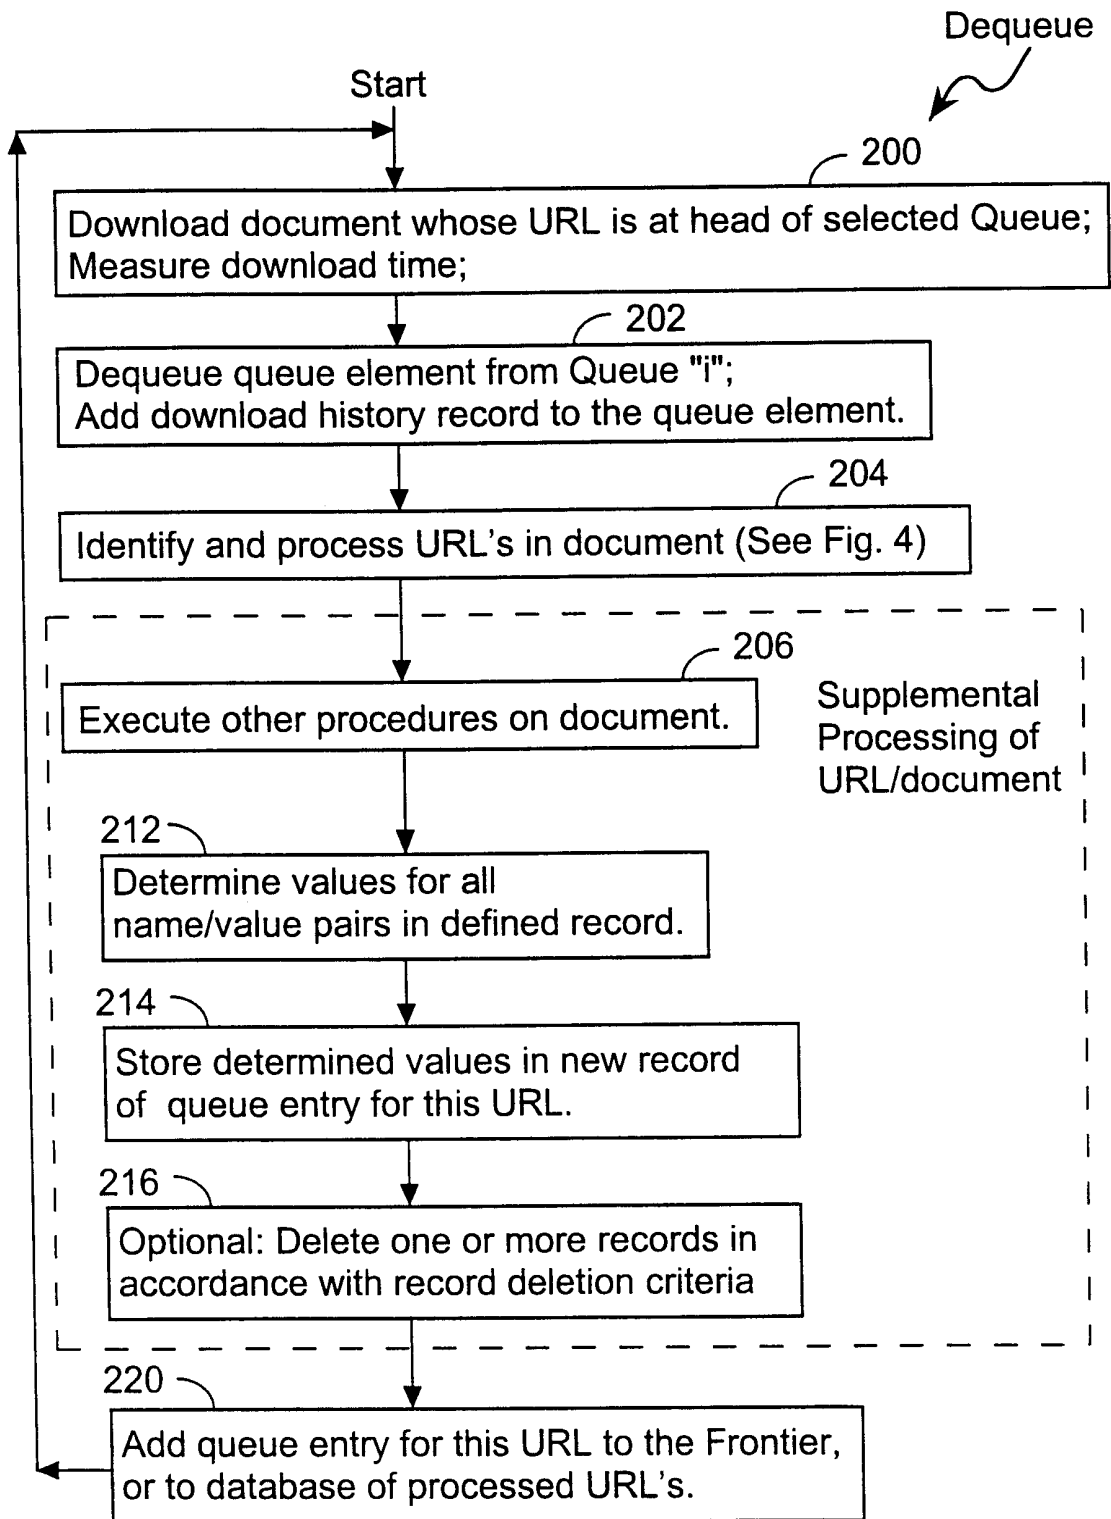 Dequeue
Start
200
Download document whose URL is at head of selected Queue;
Measure download time;
202
Dequeue queue element from Queue "i";
Add download history record to the queue element.
204
Identify and process URL's in document (See Fig. 4)
206
Execute other procedures on document.
Supplemental
Processing of
URL/document
212
Determine values for all
name/value pairs in defined record.
214
Store determined values in new record
of queue entry for this URL.
216
Optional: Delete one or more records in
accordance with record deletion criteria
220
Add queue entry for this URL to the Frontier,
or to database of processed URL's.